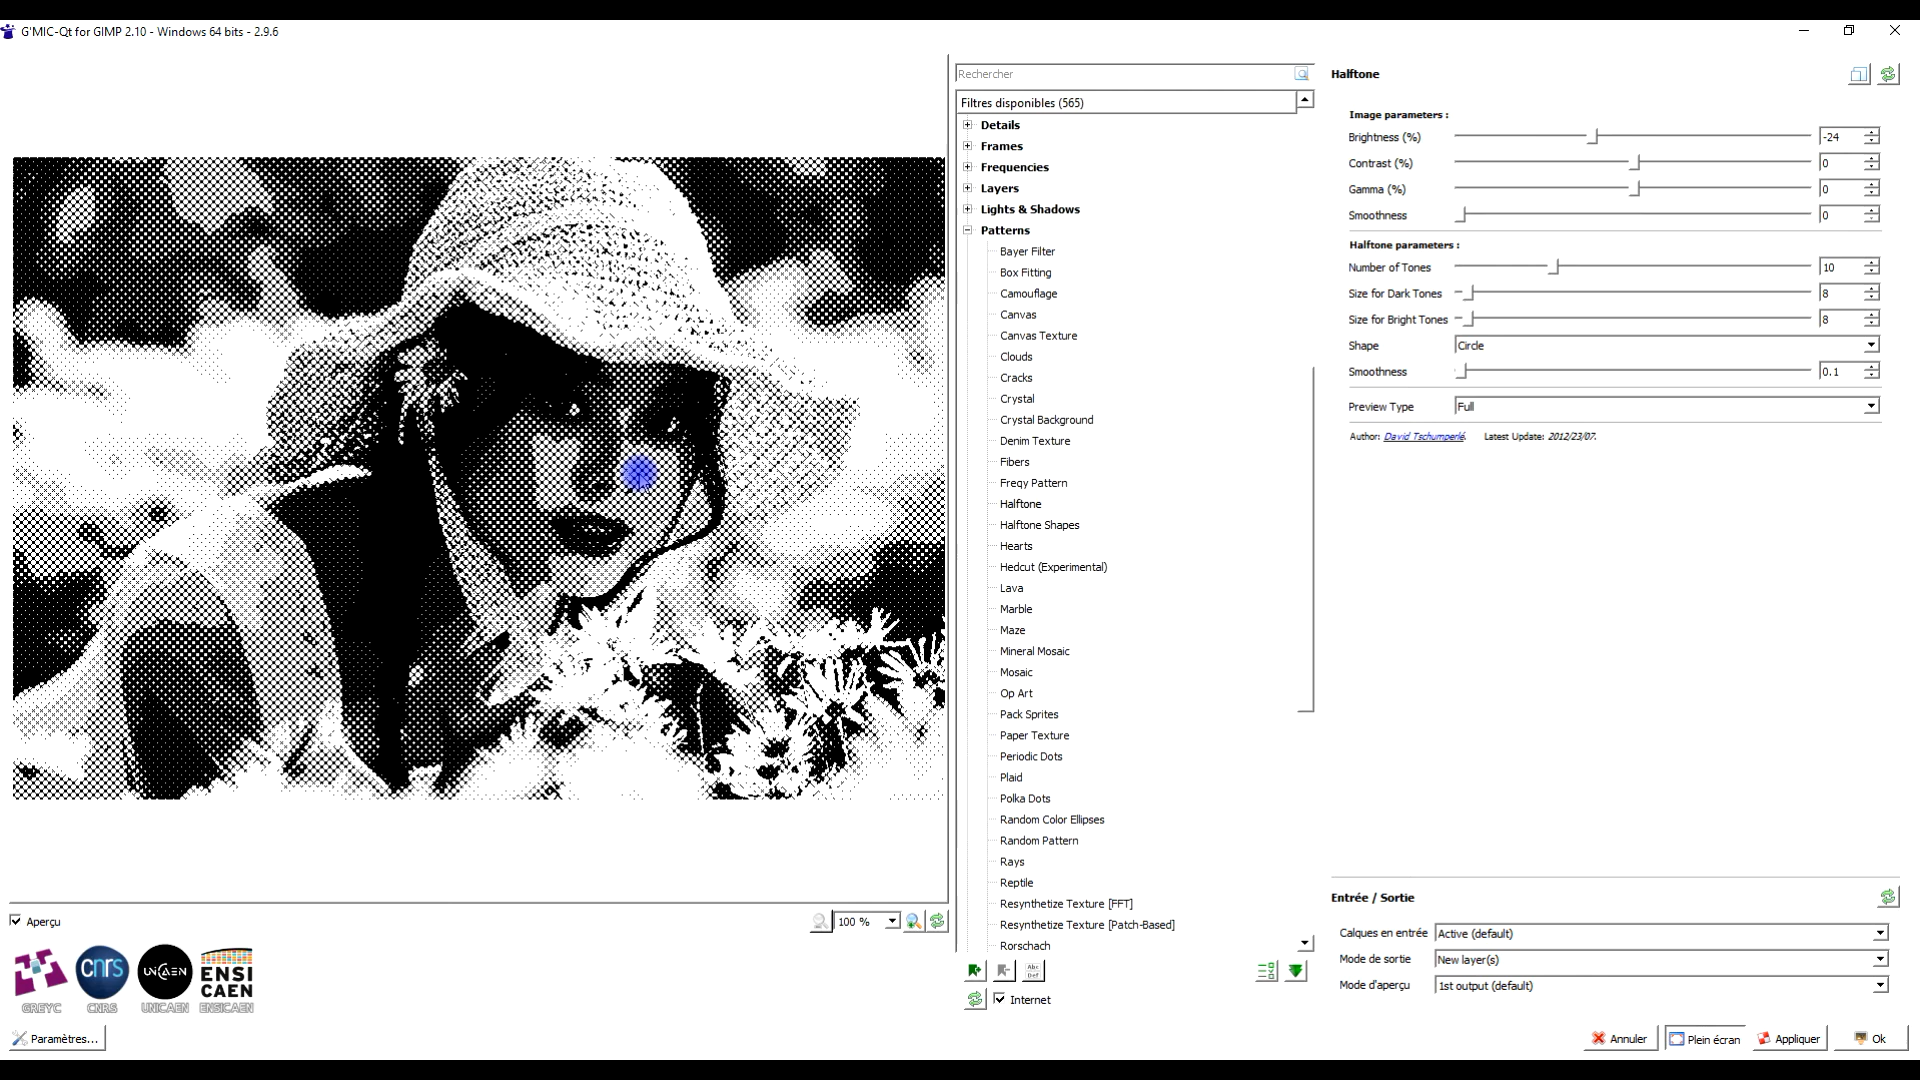 G'MIC-Qt for GIMP 2.10 - Windows 64 bits - 2.9.6
Rechercher
Filtres disponibles (565)
Details
Frames
Frequencies
Layers
Lights & Shadows
Patterns
Bayer Filter
Box Fitting
Camouflage
Canvas
Canvas Texture
Clouds
Cracks
Crystal
Crystal Background
Denim Texture
Fibers
Freqy Pattern
Halftone
Halftone Shapes
Hearts
Hedcut (Experimental)
Lava
Marble
Maze
Mineral Mosaic
Mosaic
Op Art
Pack Sprites
Paper Texture
Periodic Dots
Plaid
Polka Dots
Random Color Ellipses
Random Pattern
Rays
Reptile
Resynthetize Texture [FFT]
Resynthetize Texture [Patch-Based]
Rorschach
Abc
Def
Internet
Halftone
Image parameters :
Brightness (%) -24
Contrast (%) 0
Gamma (%) 0
Smoothness 0
Halftone parameters :
Number of Tones 10
Size for Dark Tones 8
Size for Bright Tones 8
Shape Circle
Smoothness 0.1
Preview Type Full
Author: David Tschumperlé. Latest Update: 2012/23/07.
Entrée / Sortie
Calques en entrée Active (default)
Mode de sortie New layer(s)
Mode d'aperçu 1st output (default)
Aperçu
100 %
cnrs
UNICAEN
ENSI
CAEN
GREYC CNRS UNICAEN ENSICAEN
Paramètres...
Annuler Plein écran Appliquer Ok